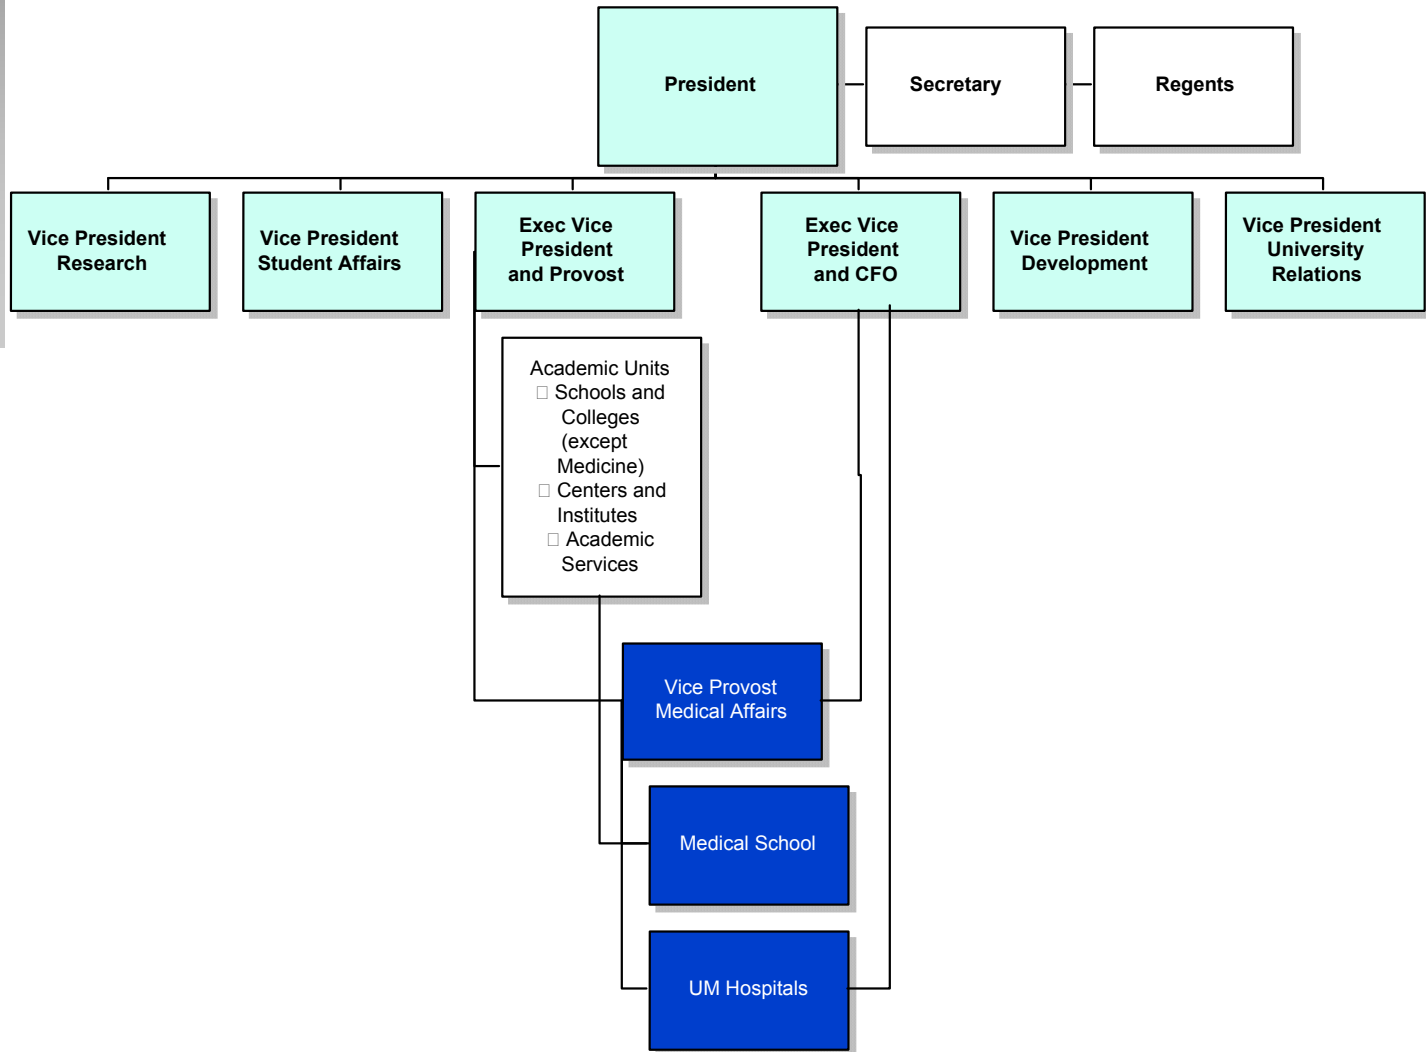 President
Secretary
Regents
Vice President
Research
Vice President
Student Affairs
Exec Vice
President
and Provost
Exec Vice
President
and CFO
Vice President
Development
Vice President
University
Relations
Academic Units
□ Schools and
Colleges
(except
Medicine)
□ Centers and
Institutes
□ Academic
Services
Vice Provost
Medical Affairs
Medical School
UM Hospitals